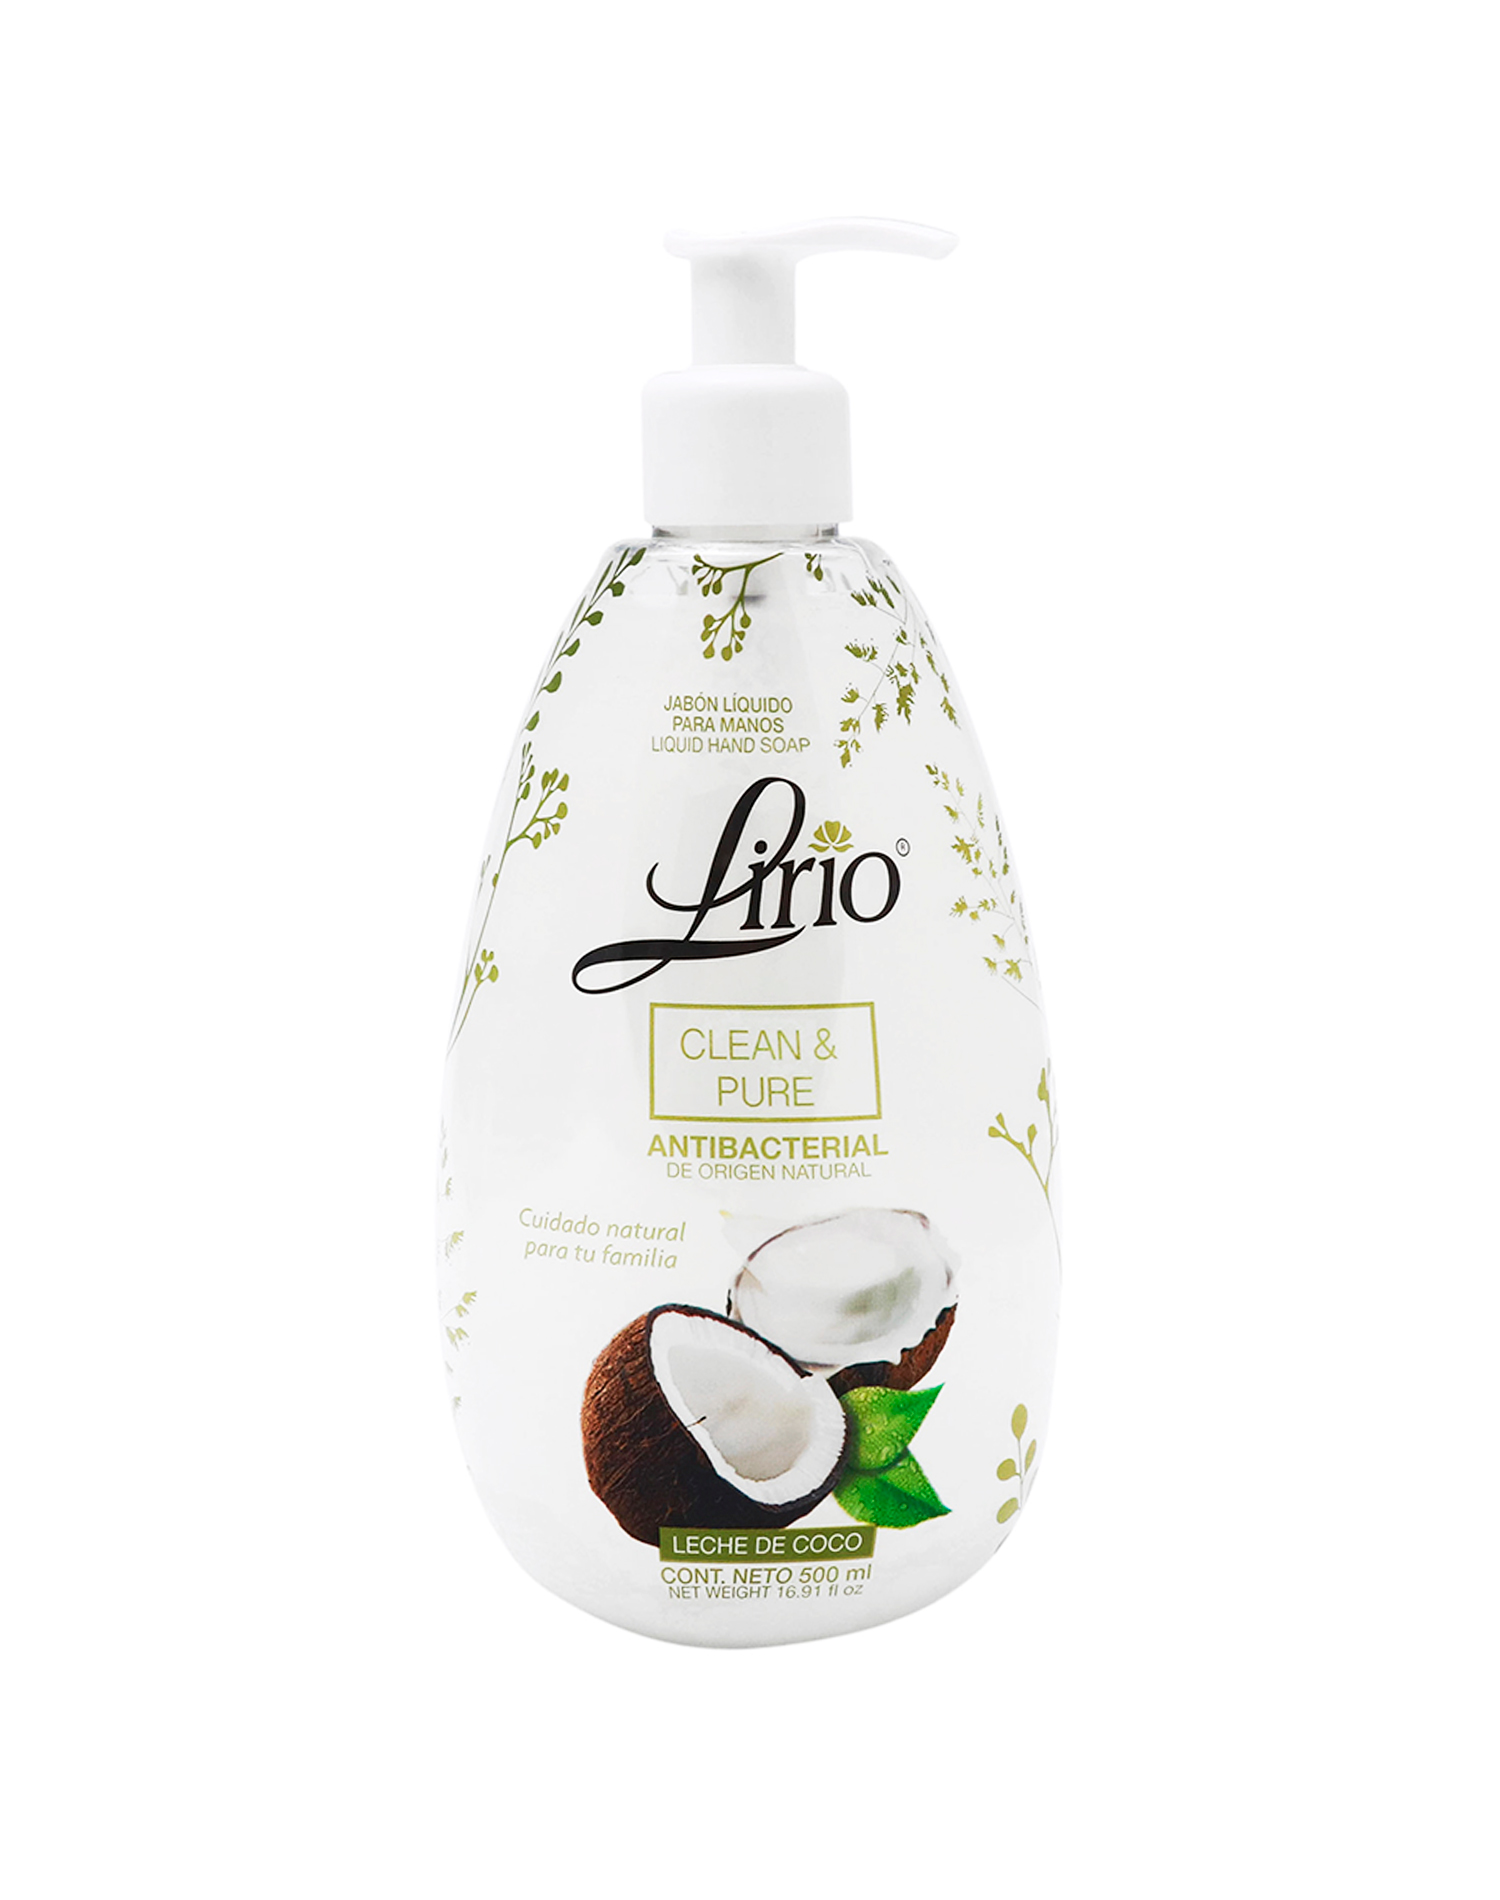 JABÓN LÍQUIDO
PARA MANOS
LIQUID HAND SOAP
Lirio®
CLEAN &
PURE
ANTIBACTERIAL
DE ORIGEN NATURAL
Cuidado natural
para tu familia
LECHE DE COCO
CONT. NETO 500 ml
NET WEIGHT 16.91 fl oz